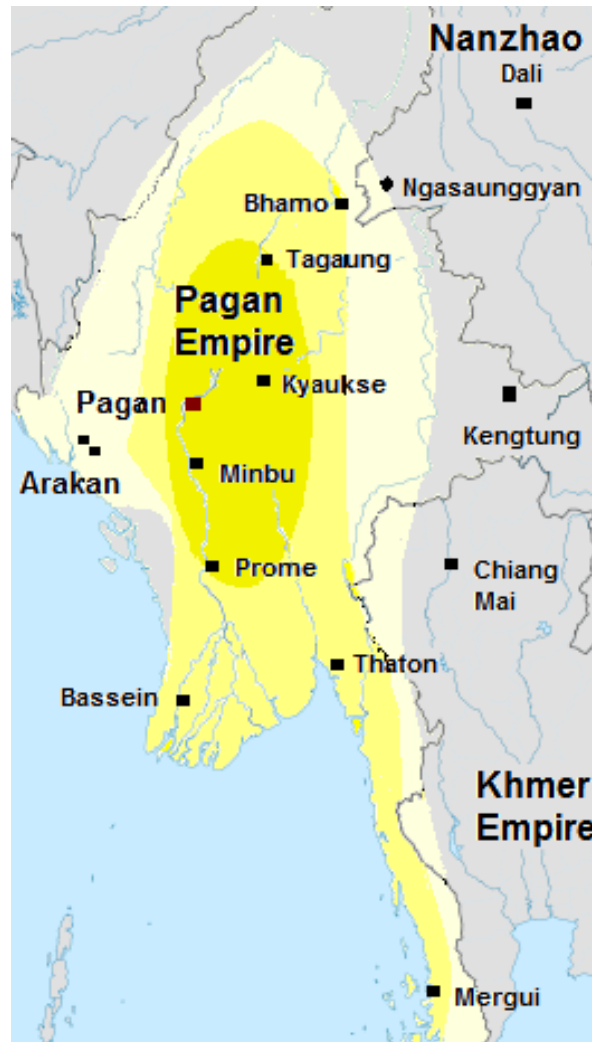 Nanzhao
Dali
Ngasaunggyan
Bhamo
Tagaung
Pagan
Empire
Kyaukse
Pagan
Kengtung
Arakan
Minbu
Prome
Chiang
Mai
Thaton
Bassein
Khmer
Empire
Mergui